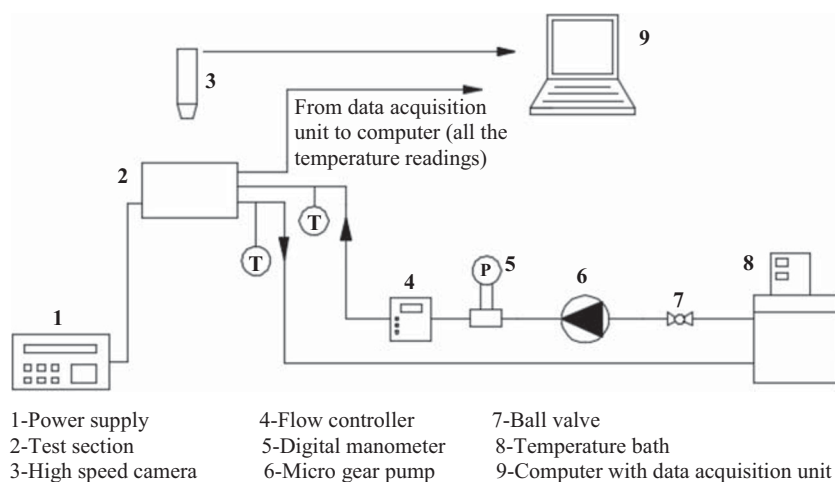 3
9
From data acquisition
unit to computer (all the
temperature readings)
2
T
T
1
4
P
5
6
7
8
1-Power supply
2-Test section
3-High speed camera
4-Flow controller
5-Digital manometer
6-Micro gear pump
7-Ball valve
8-Temperature bath
9-Computer with data acquisition unit